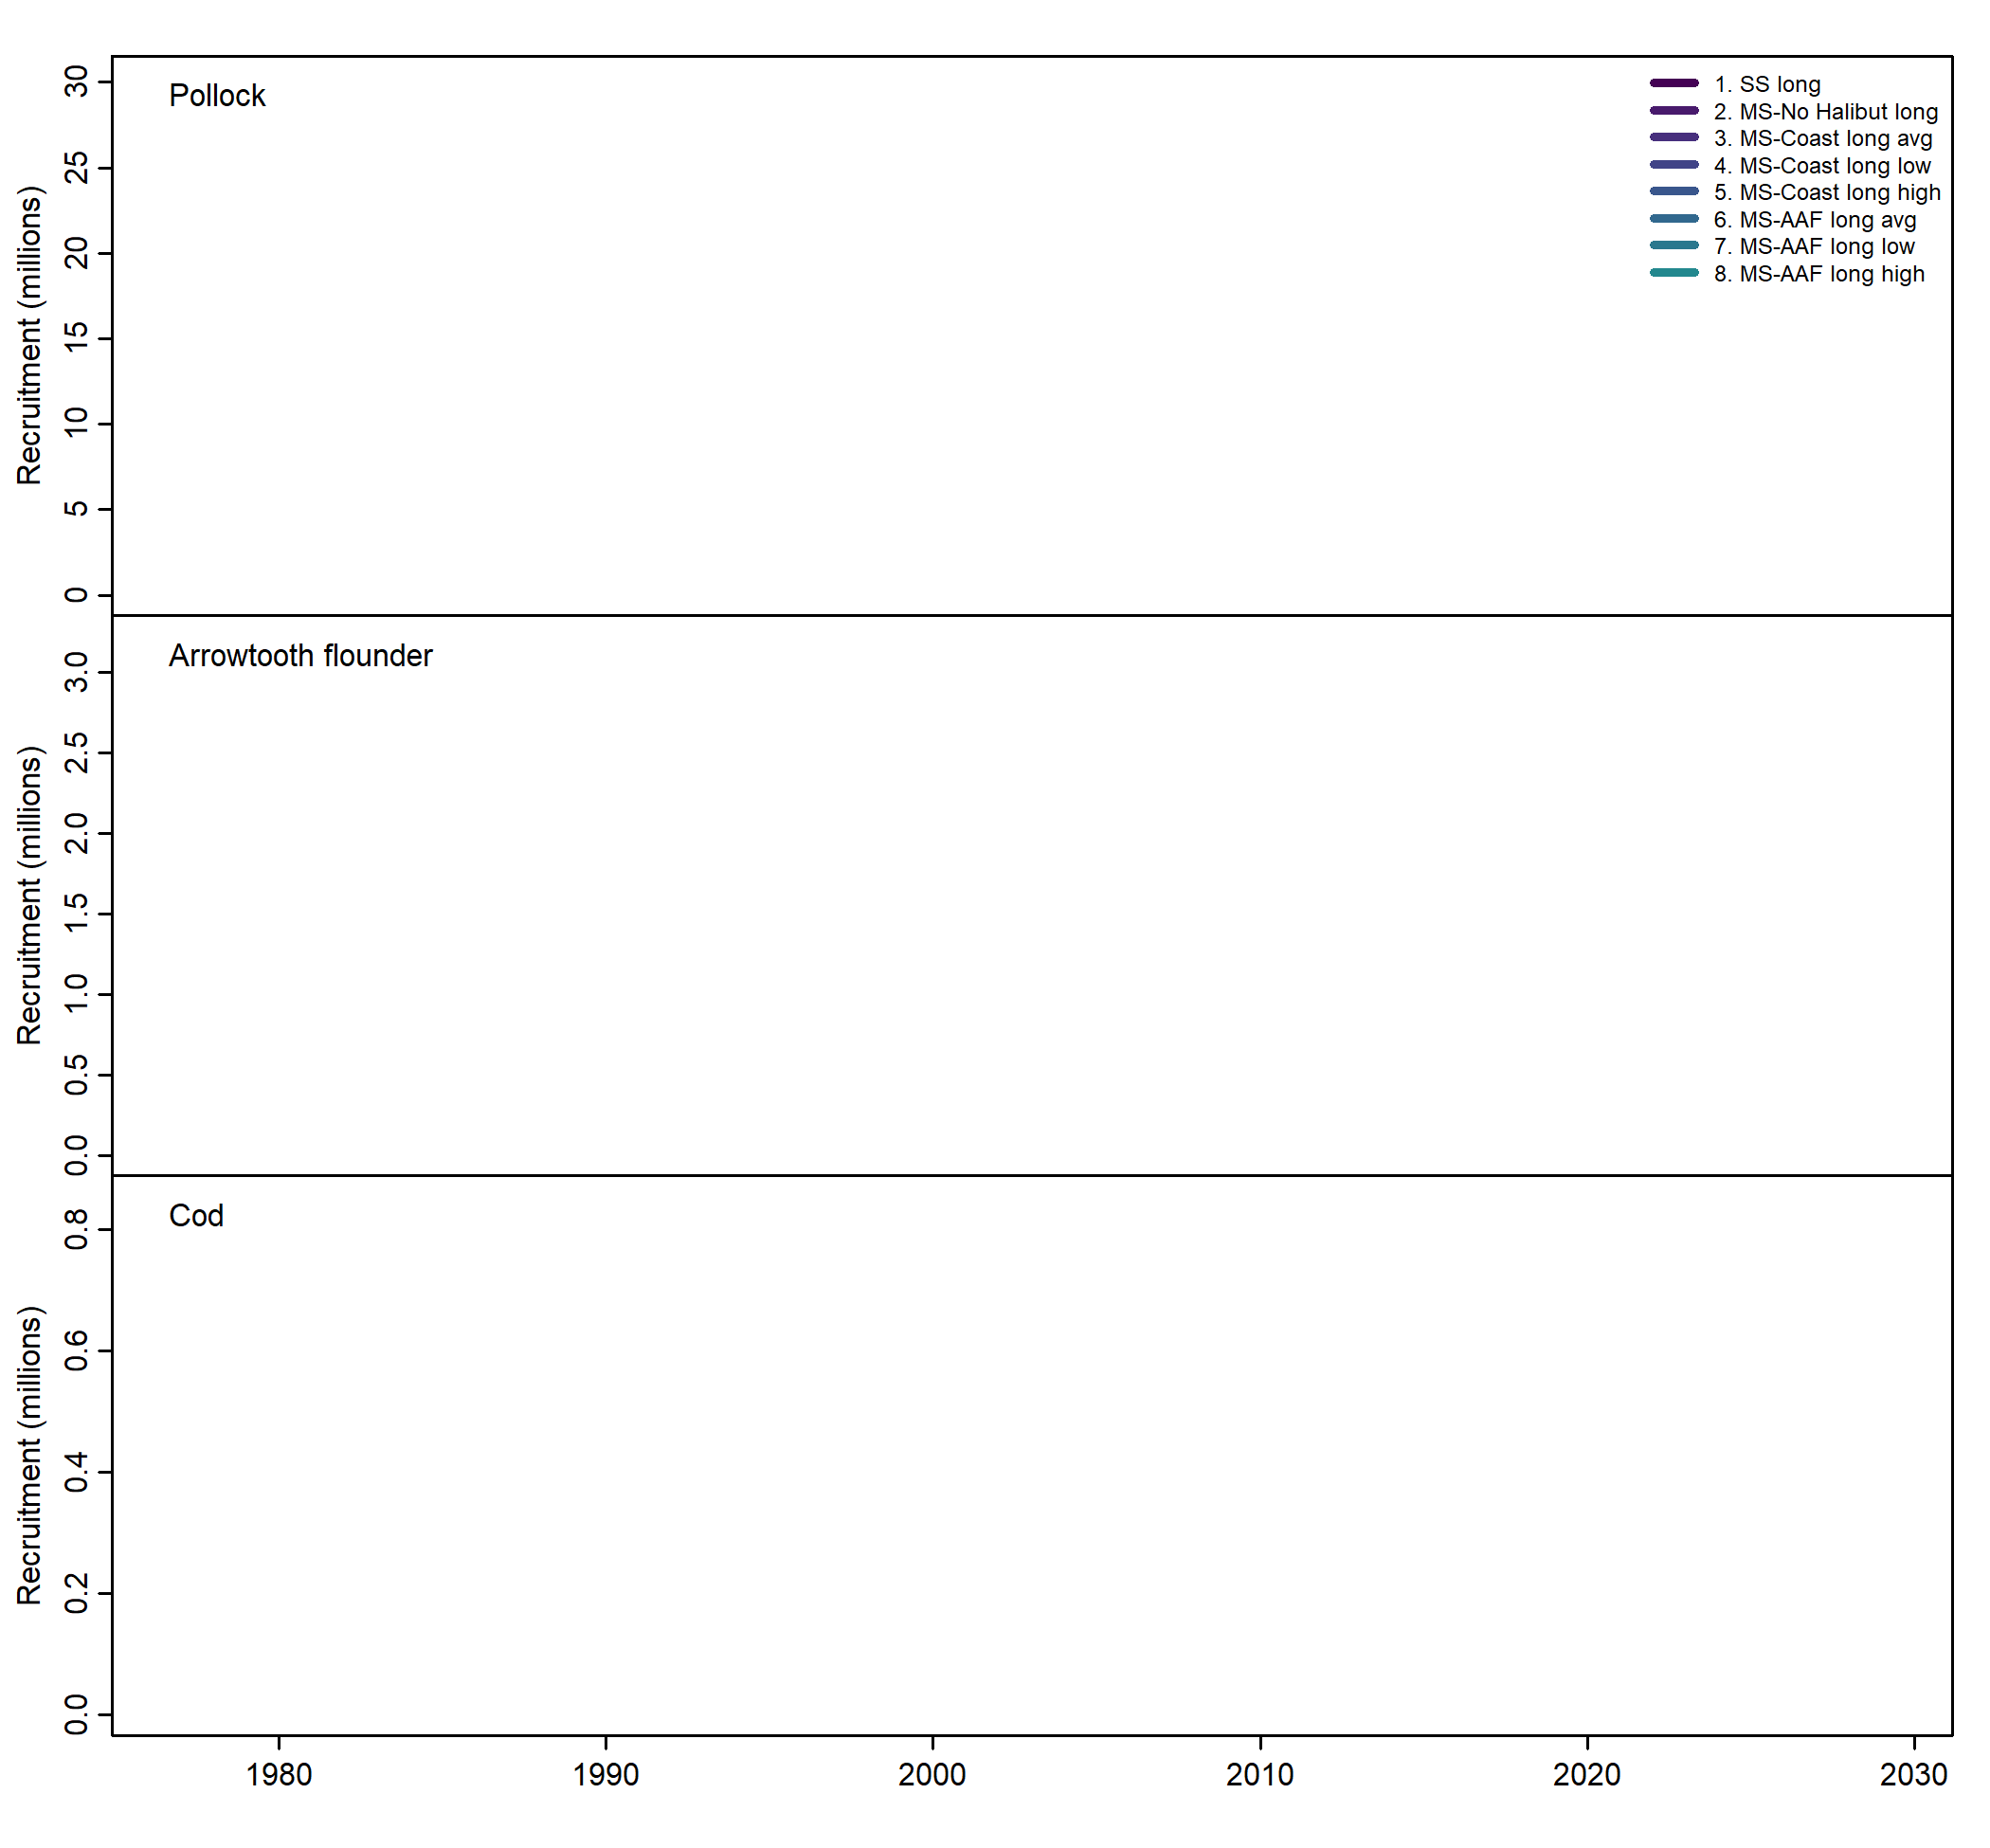 Pollock
1. SS long
2. MS-No Halibut long
3. MS-Coast long avg
4. MS-Coast long low
5. MS-Coast long high
6. MS-AAF long avg
7. MS-AAF long low
8. MS-AAF long high
Recruitment (millions)
30
25
20
15
10
5
0
Arrowtooth flounder
Recruitment (millions)
3.0
2.5
2.0
1.5
1.0
0.5
0.0
Cod
Recruitment (millions)
0.8
0.6
0.4
0.2
0.0
1980 1990 2000 2010 2020 2030